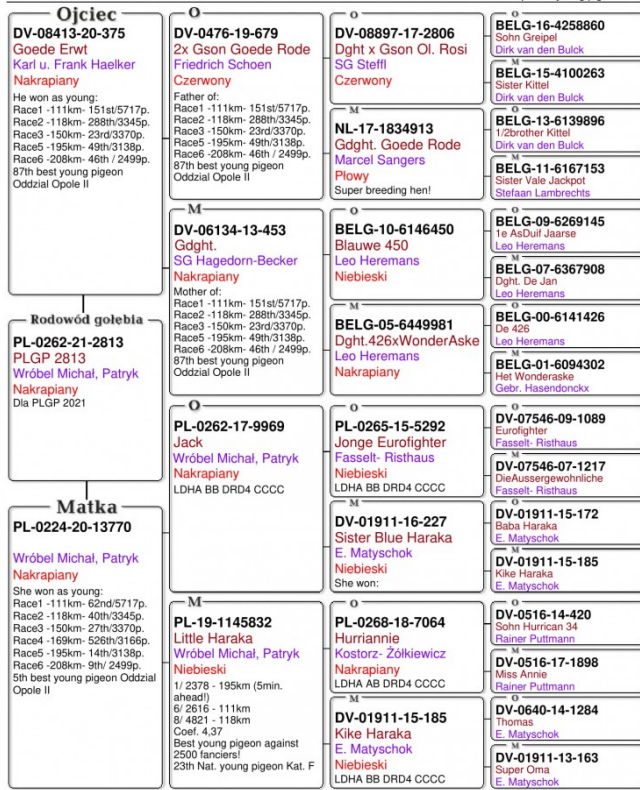 Ojciec
DV-08413-20-375
Goede Erwt
Karl u. Frank Haelker
Nakrapiany
He won as young:
Race1 -111km- 151st/5717p.
Race2 -118km- 288th/3345p.
Race3 -150km- 23rd/3370p.
Race5 -195km- 49th/3138p.
Race6 -208km- 46th / 2499p.
87th best young pigeon
Oddzial Opole II
Rodowód gołebia
PL-0262-21-2813
PLGP 2813
Wróbel Michał, Patryk
Nakrapiany
Dla PLGP 2021
Matka
PL-0224-20-13770
Wróbel Michał, Patryk
Nakrapiany
She won as young:
Race1 -111km- 62nd/5717p.
Race2 -118km- 40th/3345p.
Race3 -150km- 27th/3370p.
Race4 -169km- 526th/3166p.
Race5 -195km- 14th/3138p.
Race6 -208km- 9th/ 2499p.
5th best young pigeon Oddzial
Opole II
O
DV-0476-19-679
2x Gson Goede Rode
Friedrich Schoen
Czerwony
Father of:
Race1 -111km- 151st/5717p.
Race2 -118km- 288th/3345p.
Race3 -150km- 23rd/3370p.
Race5 -195km- 49th/3138p.
Race6 -208km- 46th / 2499p.
87th best young pigeon
Oddzial Opole II
M
DV-06134-13-453
Gdght.
SG Hagedorn-Becker
Nakrapiany
Mother of:
Race1 -111km- 151st/5717p.
Race2 -118km- 288th/3345p.
Race3 -150km- 23rd/3370p.
Race5 -195km- 49th/3138p.
Race6 -208km- 46th / 2499p.
87th best young pigeon
Oddzial Opole II
O
PL-0262-17-9969
Jack
Wróbel Michał, Patryk
Nakrapiany
LDHA BB DRD4 CCCC
M
PL-19-1145832
Little Haraka
Wróbel Michał, Patryk
Niebieski
1/ 2378 - 195km (5min.
ahead!)
6/ 2616 - 111km
8/ 4821 - 118km
Coef. 4,37
Best young pigeon against
2500 fanciers!
23th Nat. young pigeon Kat. F
O
DV-08897-17-2806
Dght x Gson Ol. Rosi
SG Steffl
Czerwony
M
NL-17-1834913
Gdght. Goede Rode
Marcel Sangers
Płowy
Super breeding hen!
O
BELG-10-6146450
Blauwe 450
Leo Heremans
Niebieski
M
BELG-05-6449981
Dght.426xWonderAske
Leo Heremans
Nakrapiany
O
PL-0265-15-5292
Jonge Eurofighter
Fasselt- Risthaus
Niebieski
LDHA BB DRD4 CCCC
M
DV-01911-16-227
Sister Blue Haraka
E. Matyschok
Niebieski
She won:
O
PL-0268-18-7064
Hurriannie
Kostorz- Żółkiewicz
Nakrapiany
LDHA AB DRD4 CCCC
M
DV-01911-15-185
Kike Haraka
E. Matyschok
Niebieski
LDHA BB DRD4 CCCC
O
BELG-16-4258860
Sohn Greipel
Dirk van den Bulck
M
BELG-15-4100263
Sister Kittel
Dirk van den Bulck
O
BELG-13-6139896
1/2brother Kittel
Dirk van den Bulck
M
BELG-11-6167153
Sister Vale Jackpot
Stefaan Lambrechts
O
BELG-09-6269145
1e AsDuif Jaarse
Leo Heremans
M
BELG-07-6367908
Dght. De Jan
Leo Heremans
O
BELG-00-6141426
De 426
Leo Heremans
M
BELG-01-6094302
Het Wonderaske
Gebr. Hasendonckx
O
DV-07546-09-1089
Eurofighter
Fasselt- Risthaus
M
DV-07546-07-1217
DieAussergewohnliche
Fasselt- Risthaus
O
DV-01911-15-172
Baba Haraka
E. Matyschok
M
DV-01911-15-185
Kike Haraka
E. Matyschok
O
DV-0516-14-420
Sohn Hurrican 34
Rainer Puttmann
M
DV-0516-17-1898
Miss Annie
Rainer Puttmann
O
DV-0640-14-1284
Thomas
E. Matyschok
M
DV-01911-13-163
Super Oma
E. Matyschok